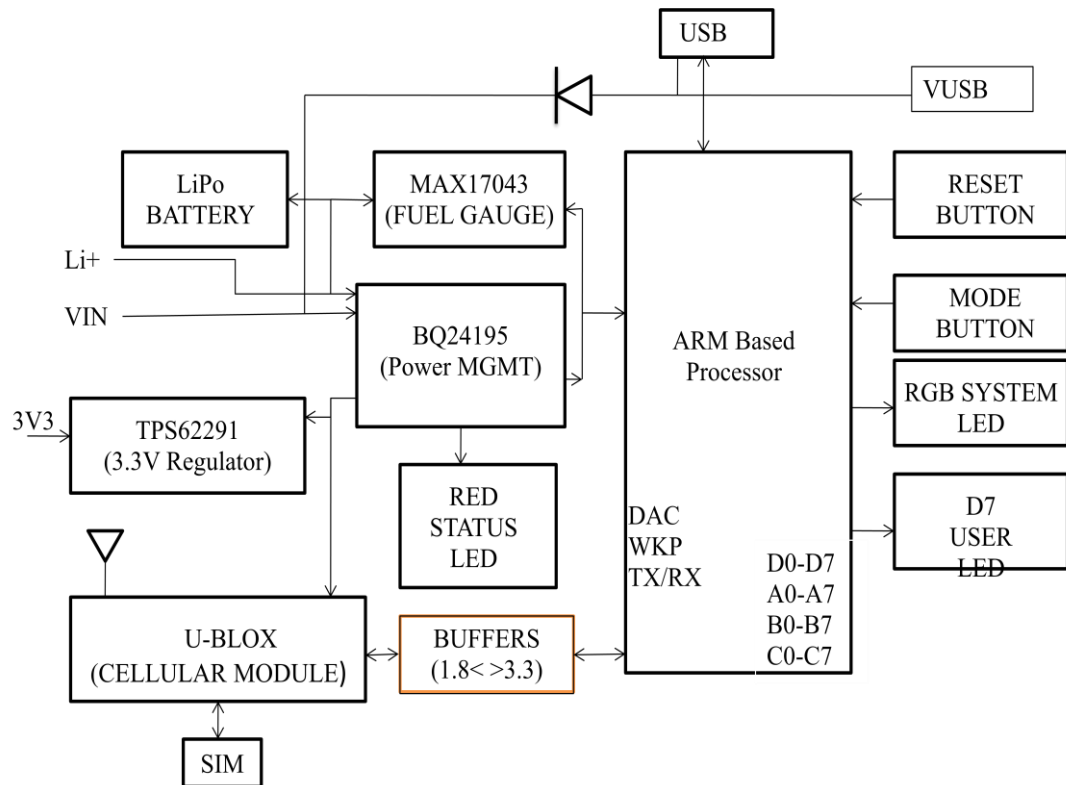 USB
VUSB
LiPo
BATTERY
MAX17043
(FUEL GAUGE)
RESET
BUTTON
Li+
VIN
BQ24195
(Power MGMT)
ARM Based
Processor
MODE
BUTTON
RGB SYSTEM
LED
3V3
TPS62291
(3.3V Regulator)
RED
STATUS
LED
D7
USER
LED
DAC
WKP
TX/RX
D0-D7
A0-A7
B0-B7
C0-C7
U-BLOX
(CELLULAR MODULE)
BUFFERS
(1.8< >3.3)
SIM